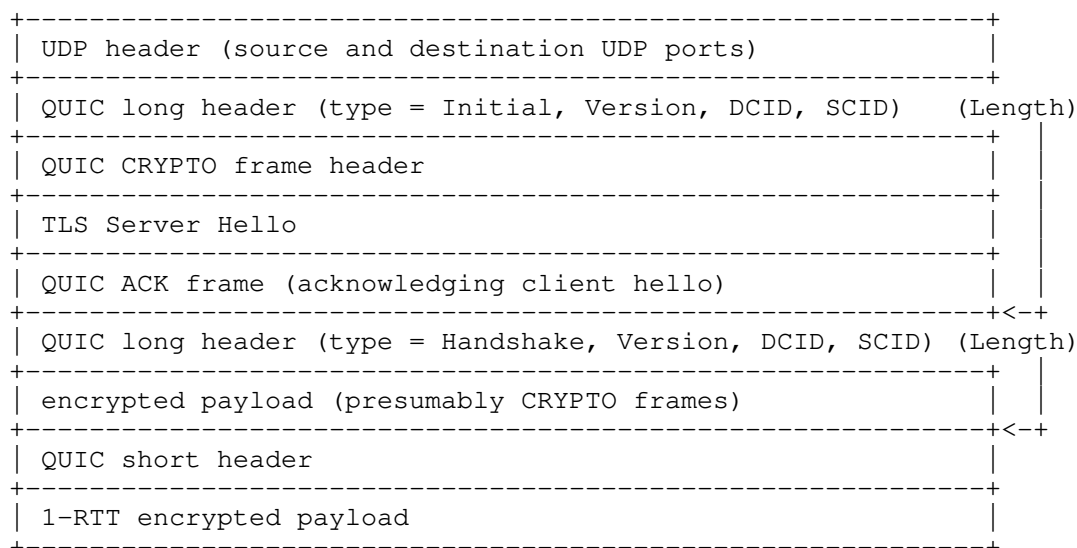 UDP header (source and destination UDP ports)
QUIC long header (type = Initial, Version, DCID, SCID) (Length)
QUIC CRYPTO frame header
TLS Server Hello
QUIC ACK frame (acknowledging client hello)
QUIC long header (type = Handshake, Version, DCID, SCID) (Length)
encrypted payload (presumably CRYPTO frames)
QUIC short header
1-RTT encrypted payload